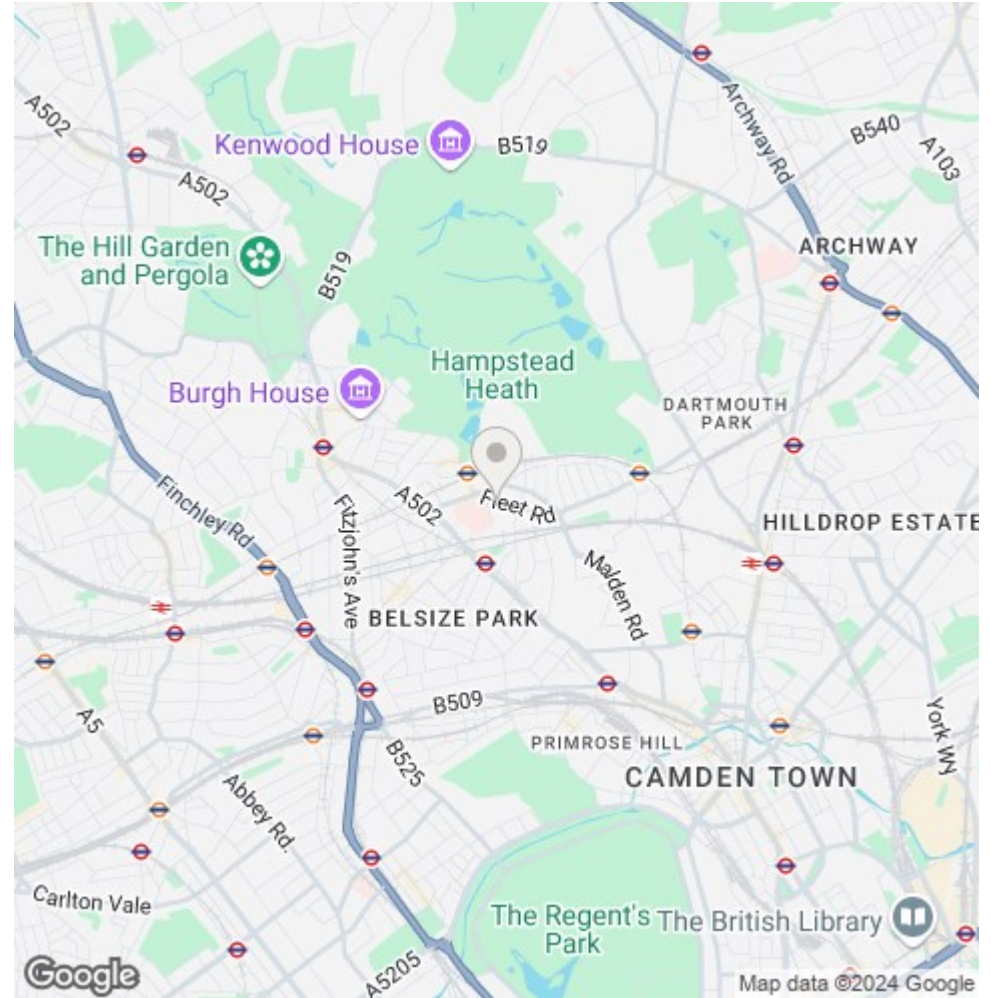 A502
Archway Rd
Kenwood House
B519
B540
A103
A502
The Hill Garden
and Pergola
B519
ARCHWAY
Burgh House
Hampstead
Heath
DARTMOUTH
PARK
Finchley Rd
Fitzjohn's Ave
A502
Fleet Rd
HILLDROP ESTATE
Malden Rd
BELSIZE PARK
A5
B509
B525
PRIMROSE HILL
York Wy
CAMDEN TOWN
Abbey Rd.
Carlton Vale
The Regent's
Park
The British Library
A5205
Google
Map data ©2024 Google